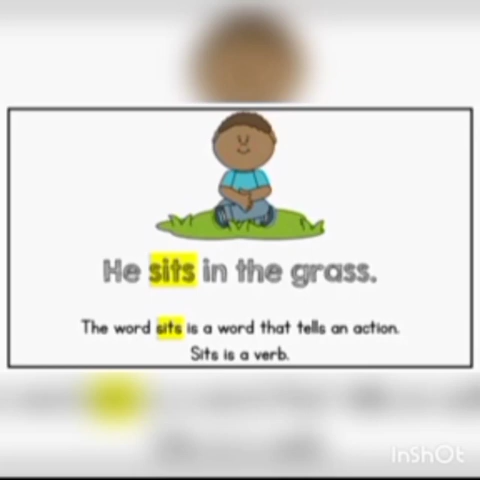 He sits in the grass.
The word sits is a word that tells an action.
Sits is a verb.
InShOt